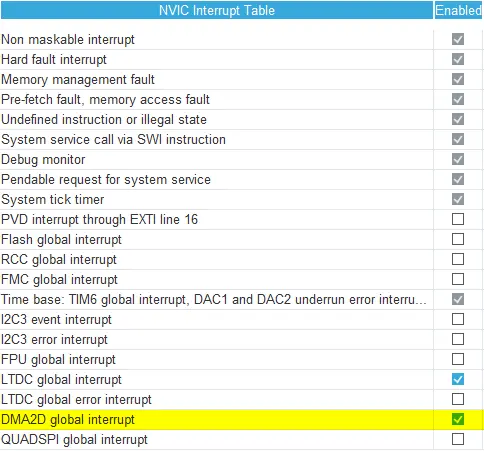 NVIC Interrupt Table Enabled
Non maskable interrupt
Hard fault interrupt
Memory management fault
Pre-fetch fault, memory access fault
Undefined instruction or illegal state
System service call via SWI instruction
Debug monitor
Pendable request for system service
System tick timer
PVD interrupt through EXTI line 16
Flash global interrupt
RCC global interrupt
FMC global interrupt
Time base: TIM6 global interrupt, DAC1 and DAC2 underrun error interru...
I2C3 event interrupt
I2C3 error interrupt
FPU global interrupt
LTDC global interrupt
LTDC global error interrupt
DMA2D global interrupt
QUADSPI global interrupt